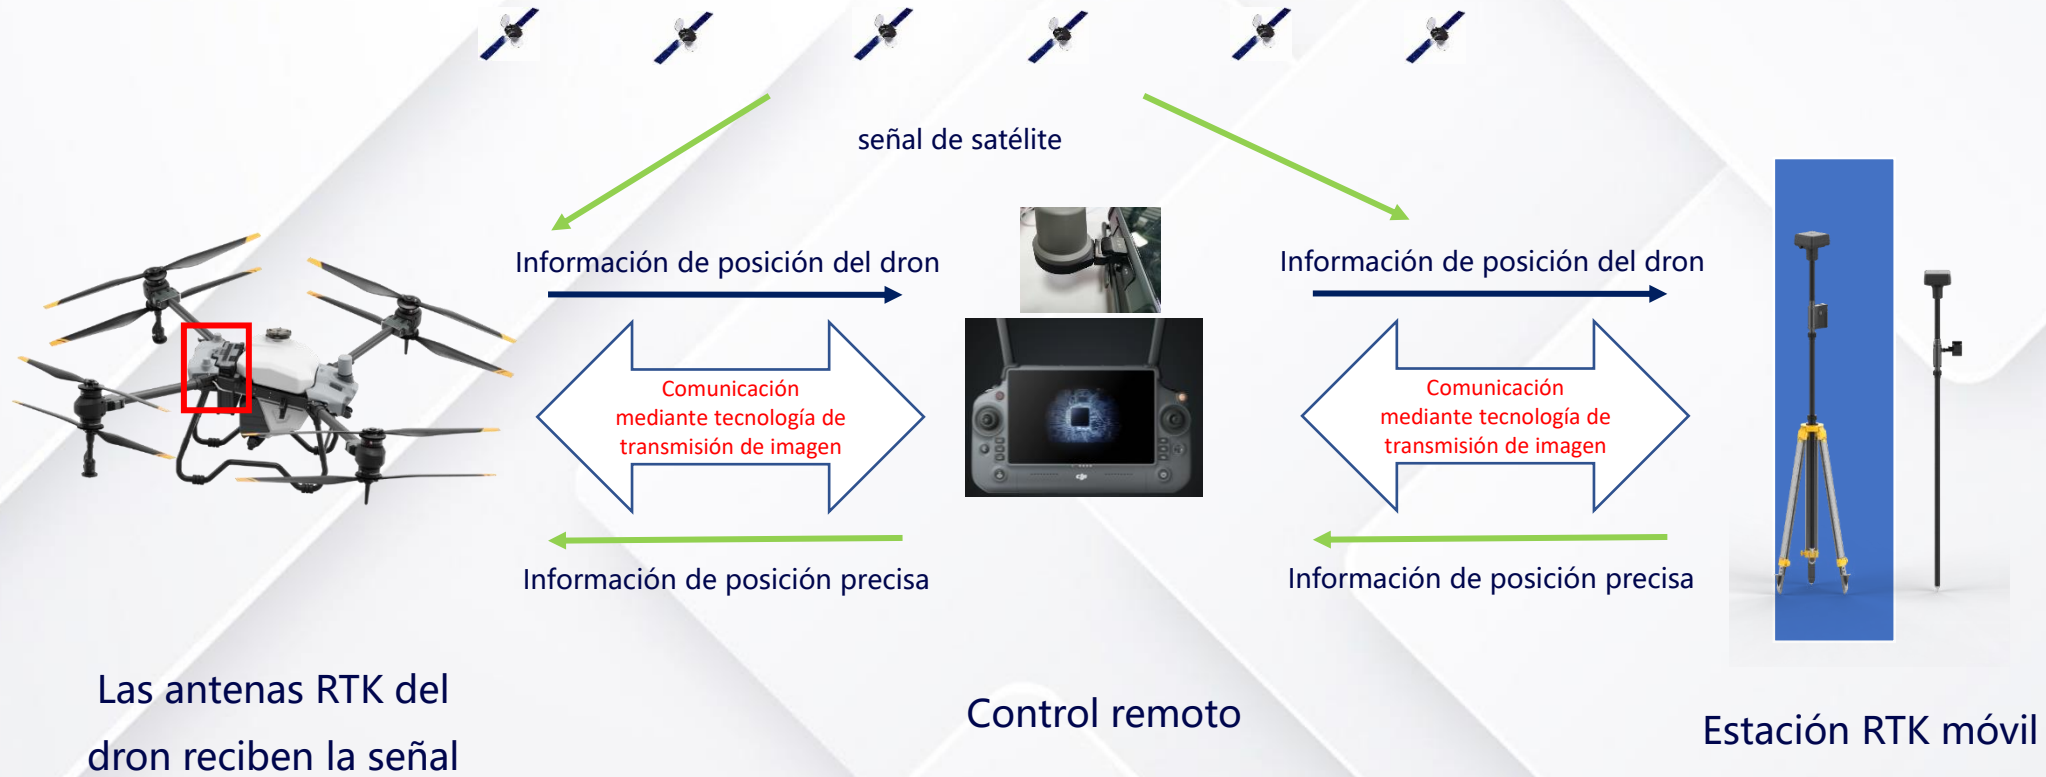 señal de satélite
Información de posición del dron
Información de posición del dron
Comunicación
mediante tecnología de
transmisión de imagen
Comunicación
mediante tecnología de
transmisión de imagen
dji
Información de posición precisa
Información de posición precisa
Las antenas RTK del
dron reciben la señal
Control remoto
Estación RTK móvil